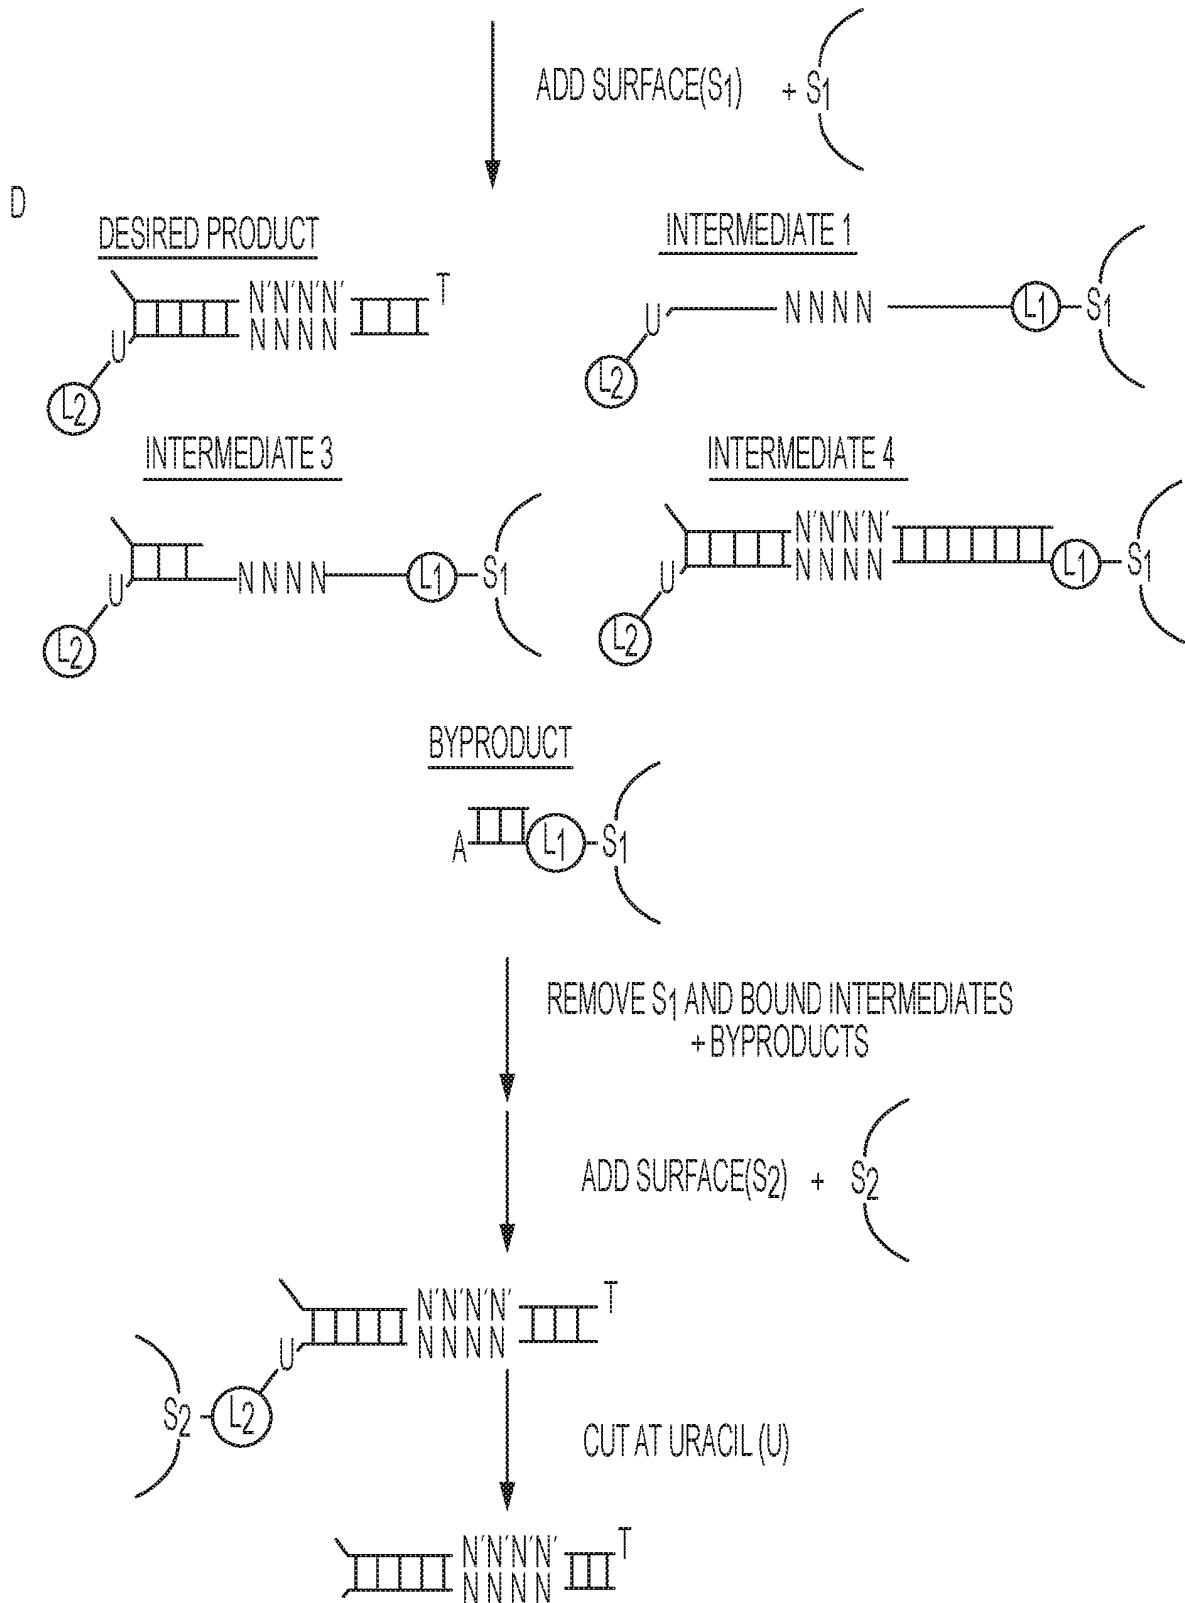 ADD SURFACE(S1) + S1
D
DESIRED PRODUCT
INTERMEDIATE 1
N'N'N'N' T
U NNNN
L2
U NNNN L1 S1
L2
INTERMEDIATE 3
INTERMEDIATE 4
U NNNN L1 S1
L2
N'N'N'N'
U NNNN L1 S1
L2
BYPRODUCT
A L1 S1
REMOVE S1 AND BOUND INTERMEDIATES
+ BYPRODUCTS
ADD SURFACE(S2) + S2
N'N'N'N' T
U NNNN
S2 L2
CUT AT URACIL (U)
N'N'N'N' T
NNNN